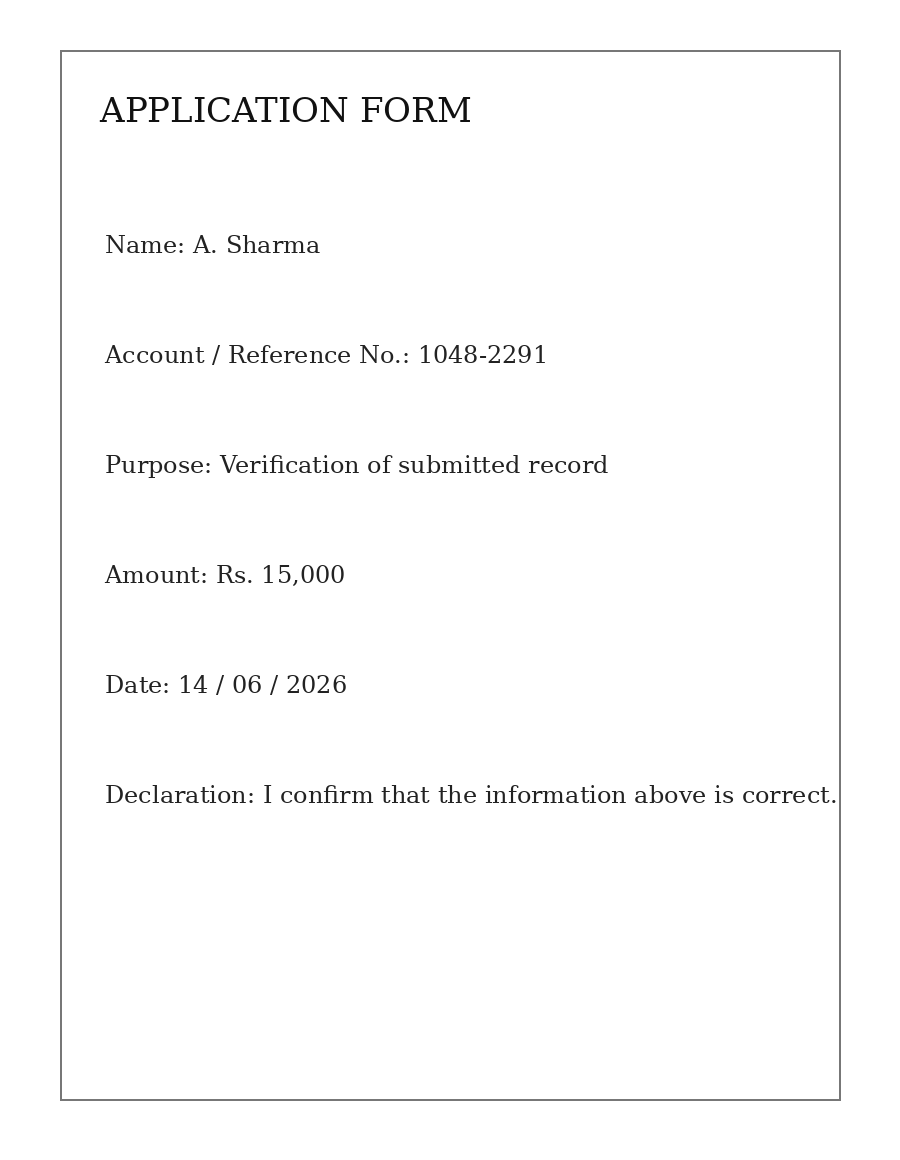 APPLICATION FORM
Name: A. Sharma
Account / Reference No.: 1048-2291
Purpose: Verification of submitted record
Amount: Rs. 15,000
Date: 14 / 06 / 2026
Declaration: I confirm that the information above is correct.